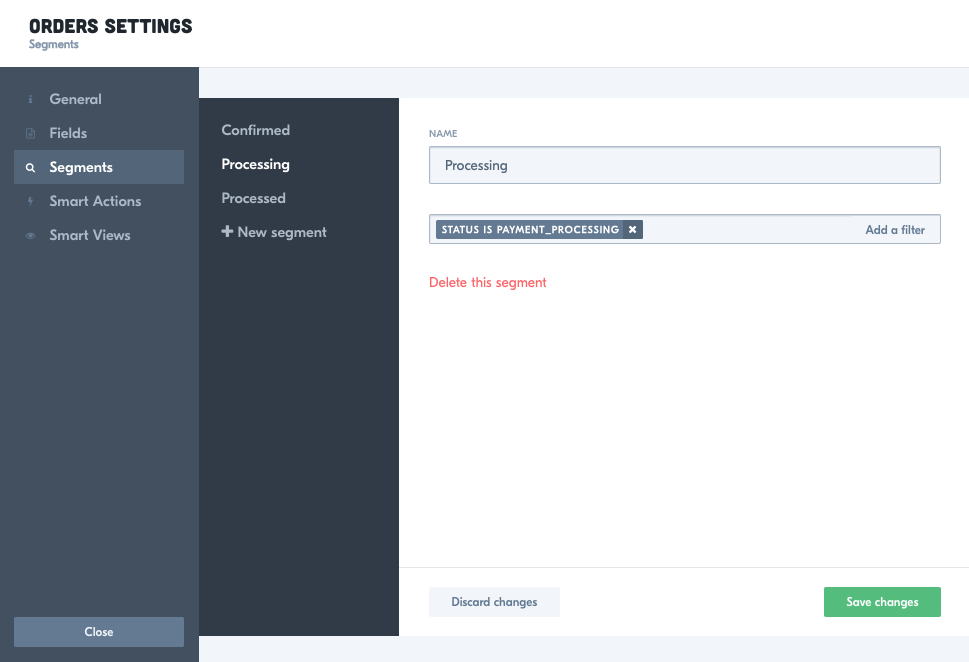 ORDERS SETTINGS
Segments
General
Fields
Segments
Smart Actions
Smart Views
Close
Confirmed
Processing
Processed
New segment
NAME
Processing
STATUS IS PAYMENT_PROCESSING
Add a filter
Delete this segment
Discard changes
Save changes